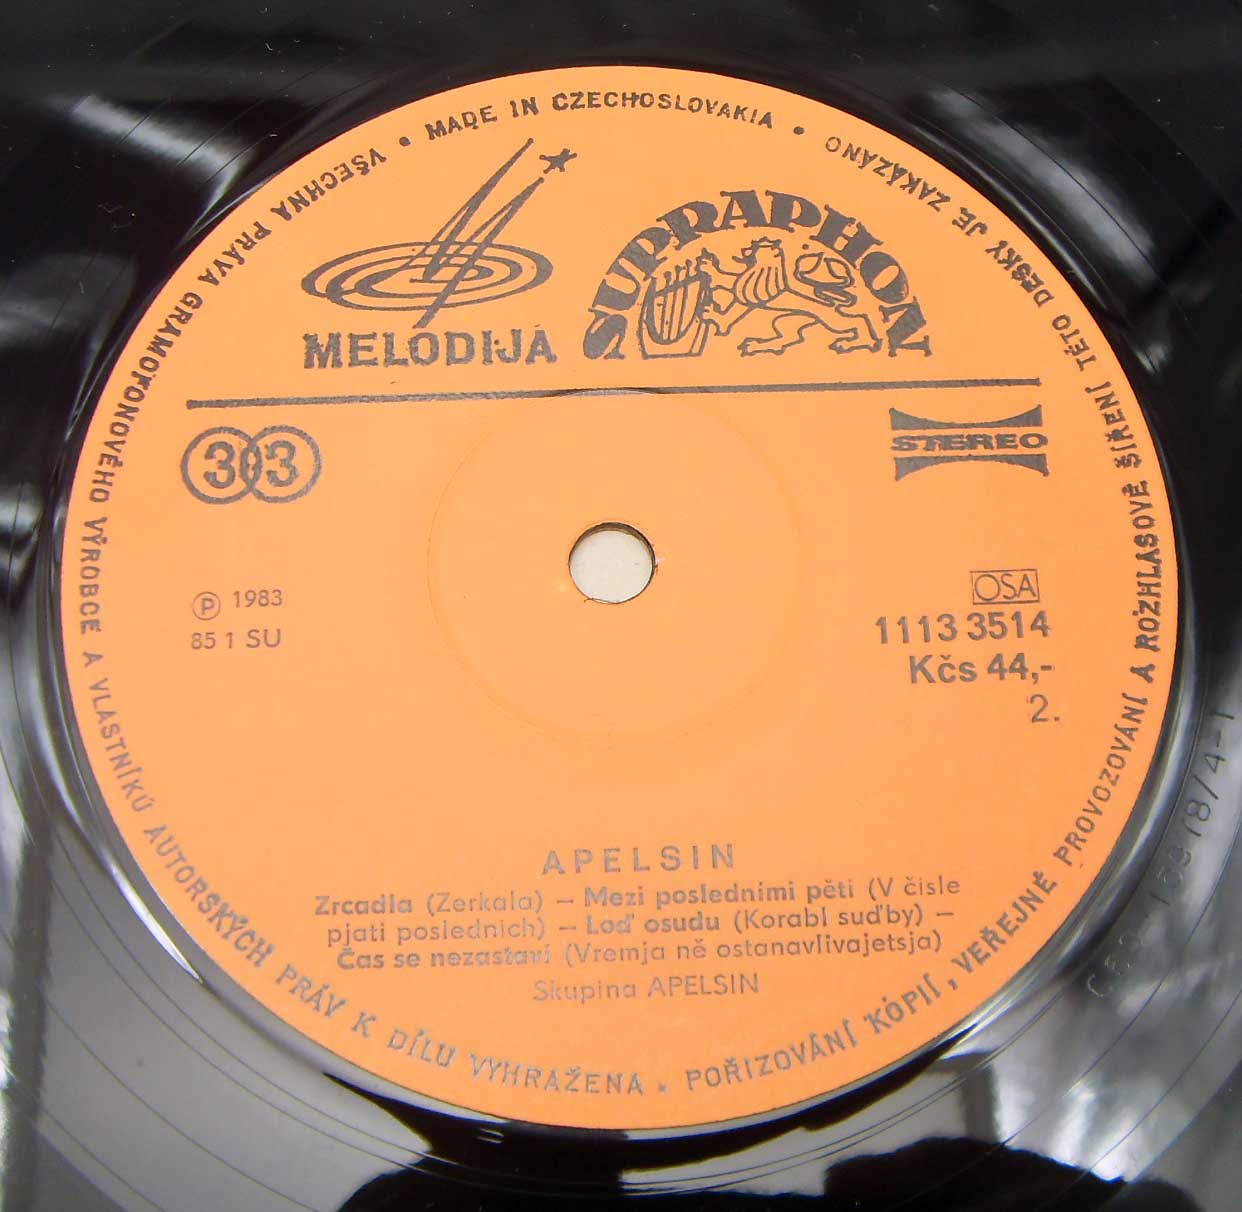 • MADE IN CZECHOSLOVAKIA •
VŠECHNA PRÁVA GRAMOFONOVÉHO VÝROBCE A VLASTNÍKŮ AUTORSKÝCH PRÁV K DÍLU VYHRAŽENA • POŘIZOVÁNÍ KÓPIÍ, VEŘEJNÉ PROVOZOVÁNÍ A ROZHLASOVÉ ŠÍŘENÍ TÉTO DESKY JE ZAKÁZÁNO
MELODIJA
SUPRAPHON
33
STEREO
Ⓟ 1983
85 1 SU
OSA
1113 3514
Kčs 44,-
2.
APELSIN
Zrcadla (Zerkala) – Mezi posledními pěti (V čisle
pjati poslednich) – Loď osudu (Korabl suďby) –
Čas se nezastaví (Vremja ně ostanavlivajetsja)
Skupina APELSIN